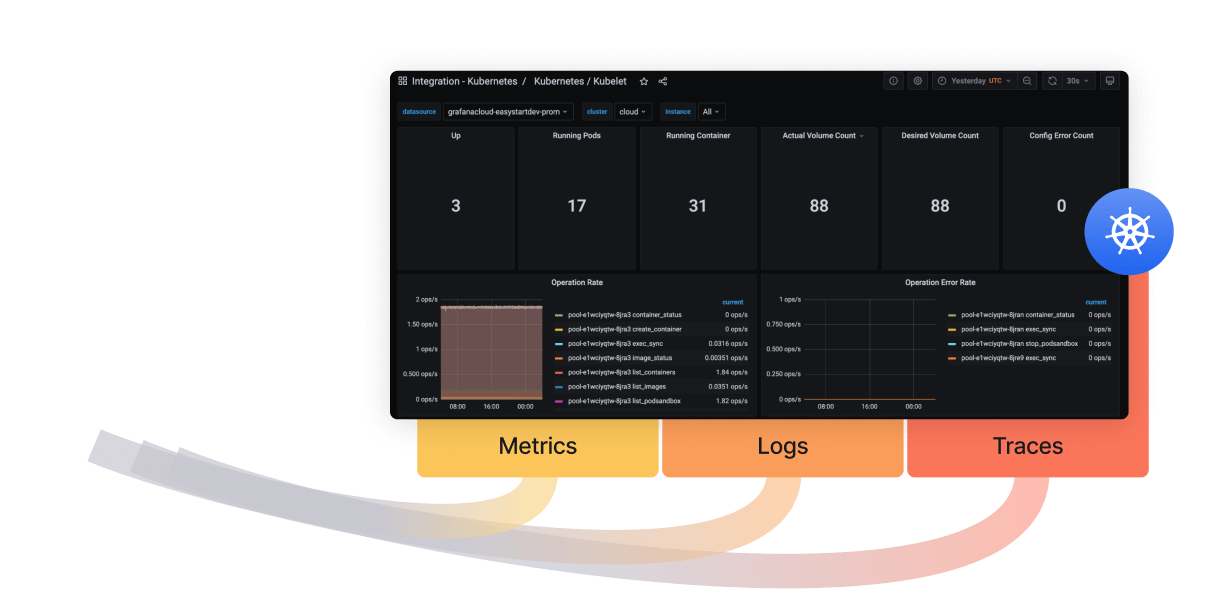 Integration - Kubernetes / Kubernetes / Kubelet
Yesterday UTC
30s
datasource grafanacloud-easystartdev-prom cluster cloud instance All
Up
Running Pods
Running Container
Actual Volume Count
Desired Volume Count
Config Error Count
3
17
31
88
88
0
Operation Rate
2 ops/s
1.50 ops/s
1 ops/s
0.500 ops/s
0 ops/s
08:00 16:00 00:00
current
pool-e1wciyqtw-8jra3 container_status 0 ops/s
pool-e1wciyqtw-8jra3 create_container 0 ops/s
pool-e1wciyqtw-8jra3 exec_sync 0.0316 ops/s
pool-e1wciyqtw-8jra3 image_status 0.00351 ops/s
pool-e1wciyqtw-8jra3 list_containers 1.84 ops/s
pool-e1wciyqtw-8jra3 list_images 0.0351 ops/s
pool-e1wciyqtw-8jra3 list_podsandbox 1.82 ops/s
Operation Error Rate
1 ops/s
0.750 ops/s
0.500 ops/s
0.250 ops/s
0 ops/s
08:00 16:00 00:00
current
pool-e1wciyqtw-8jran container_status 0 ops/s
pool-e1wciyqtw-8jran exec_sync 0 ops/s
pool-e1wciyqtw-8jran stop_podsandbox 0 ops/s
pool-e1wciyqtw-8jre9 exec_sync 0 ops/s
Metrics
Logs
Traces